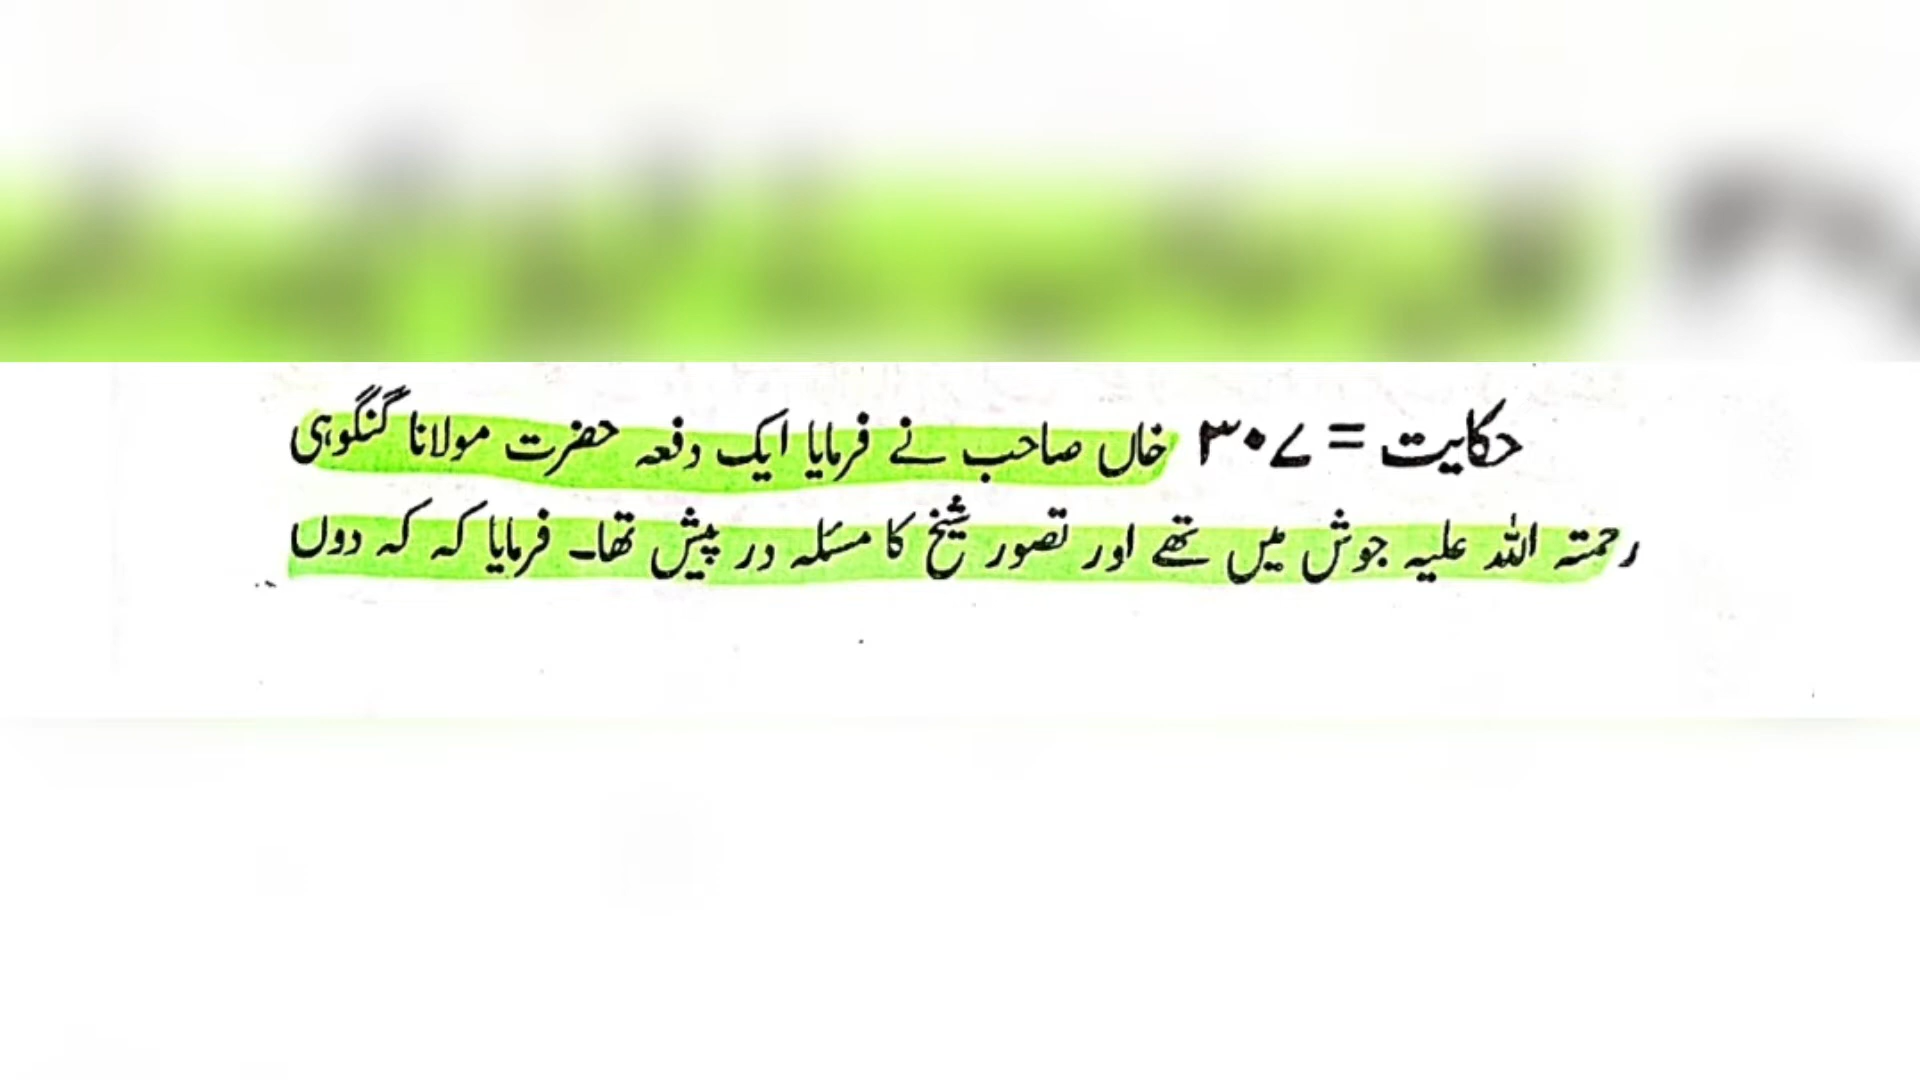 حکایت = ۳۰۷ خاں صاحب نے فرمایا ایک دفعہ حضرت مولانا گنگوہی
رحمتہ اللہ علیہ جوش میں تھے اور تصور شیخ کا مسئلہ در پیش تھا۔ فرمایا کہ کہ دوں